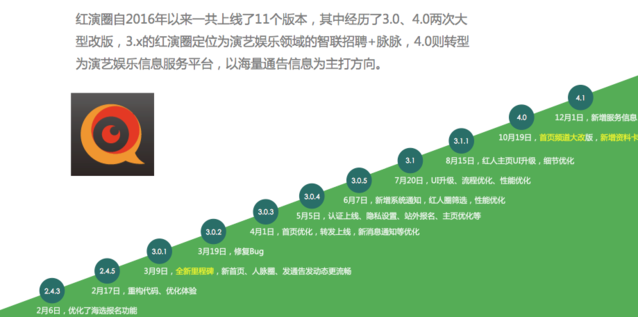 红演圈自2016年以来一共上线了11个版本，其中经历了3.0、4.0两次大
型改版，3.x的红演圈定位为演艺娱乐领域的智联招聘+脉脉，4.0则转型
为演艺娱乐信息服务平台，以海量通告信息为主打方向。
4.1
12月1日，新增服务信息
4.0
10月19日，首页频道大改版，新增资料卡
3.1.1
8月15日，红人主页UI升级，细节优化
3.1
7月20日，UI升级、流程优化、性能优化
3.0.5
6月7日，新增系统通知，红人圈筛选，性能优化
3.0.4
5月5日，认证上线、隐私设置、站外报名、主页优化等
3.0.3
4月1日，首页优化，转发上线，新消息通知等优化
3.0.2
3月19日，修复Bug
3.0.1
3月9日，全新里程碑，新首页、人脉圈、发通告发动态更流畅
2.4.5
2月17日，重构代码、优化体验
2.4.3
2月6日，优化了海选报名功能